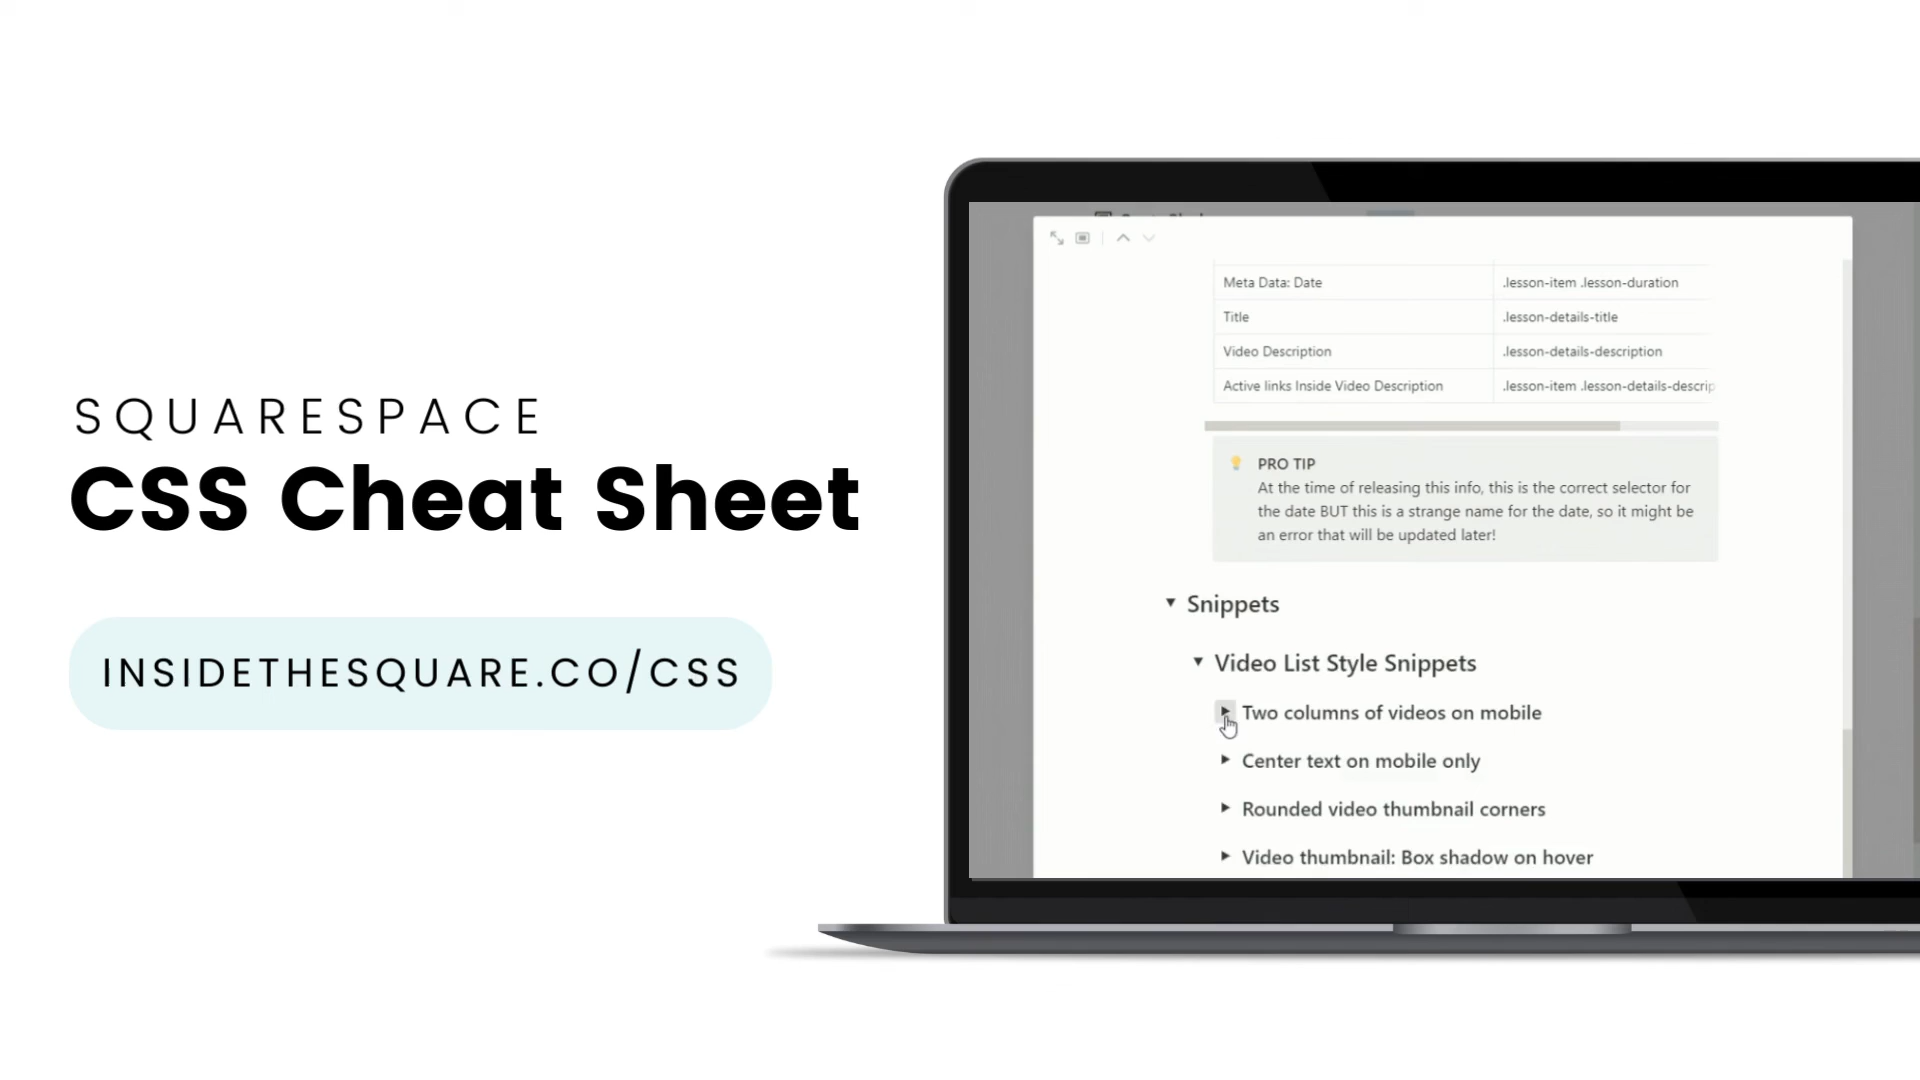 SQUARESPACE
CSS Cheat Sheet
INSIDETHESQUARE.CO/CSS
Meta Data: Date .lesson-item .lesson-duration
Title .lesson-details-title
Video Description .lesson-details-description
Active links Inside Video Description .lesson-item .lesson-details-descrip
PRO TIP
At the time of releasing this info, this is the correct selector for
the date BUT this is a strange name for the date, so it might be
an error that will be updated later!
Snippets
Video List Style Snippets
Two columns of videos on mobile
Center text on mobile only
Rounded video thumbnail corners
Video thumbnail: Box shadow on hover